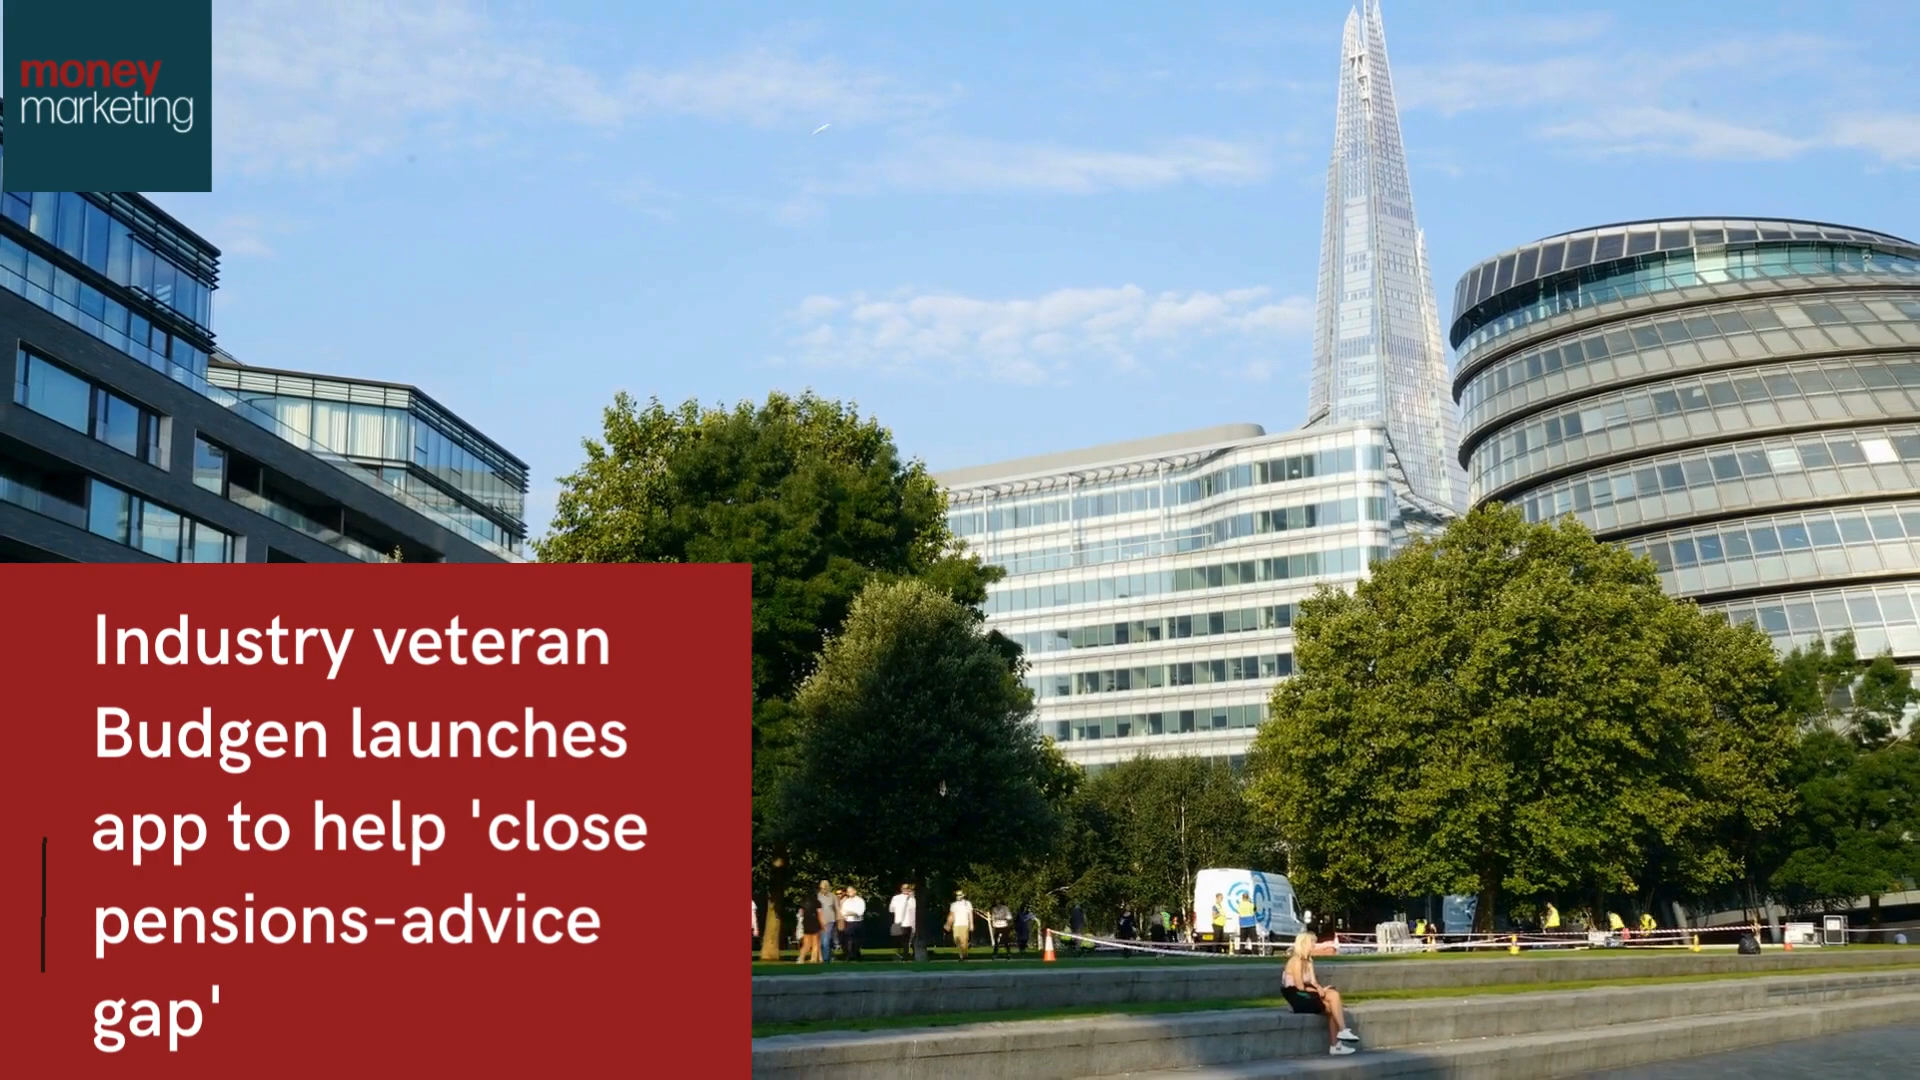 money
marketing
Industry veteran
Budgen launches
app to help 'close
pensions-advice
gap'